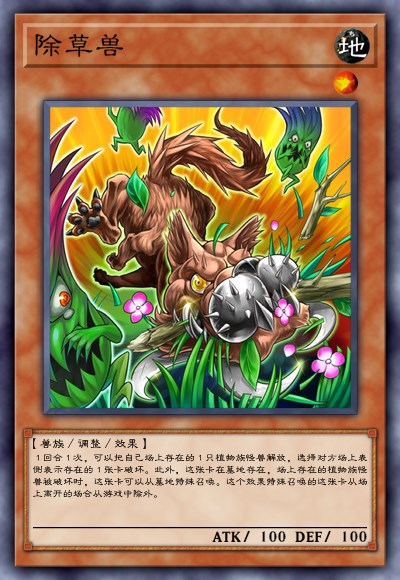 除草兽
地
【兽族／调整／效果】
１回合１次，可以把自己场上存在的１只植物族怪兽解放，选择对方场上表
侧表示存在的１张卡破坏。此外，这张卡在墓地存在，场上存在的植物族怪
兽被破坏时，这张卡可以从墓地特殊召唤。这个效果特殊召唤的这张卡从场
上离开的场合从游戏中除外。
ATK/ 100 DEF/ 100